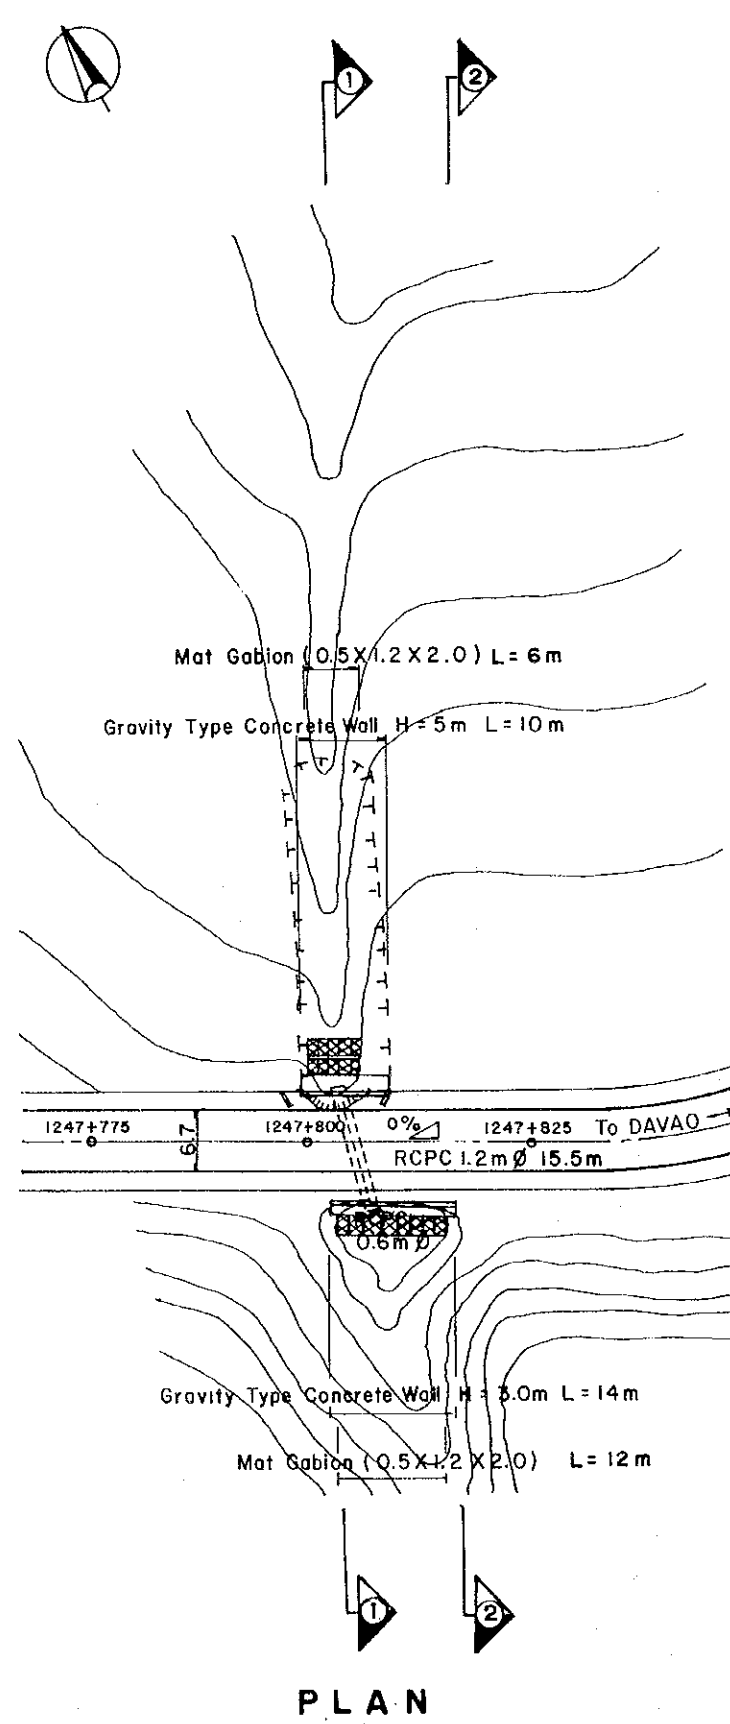 1 2
Mat Gabion (0.5X1.2X2.0) L=6m
Gravity Type Concrete Wall H=5m L=10m
1247+775 1247+800 0% 1247+825 To DAVAO
6.7
RCPC 1.2mØ 15.5m
0.6mØ
Gravity Type Concrete Wall H=3.0m L=14m
Mat Gabion (0.5X1.2X2.0) L=12m
1 2
PLAN